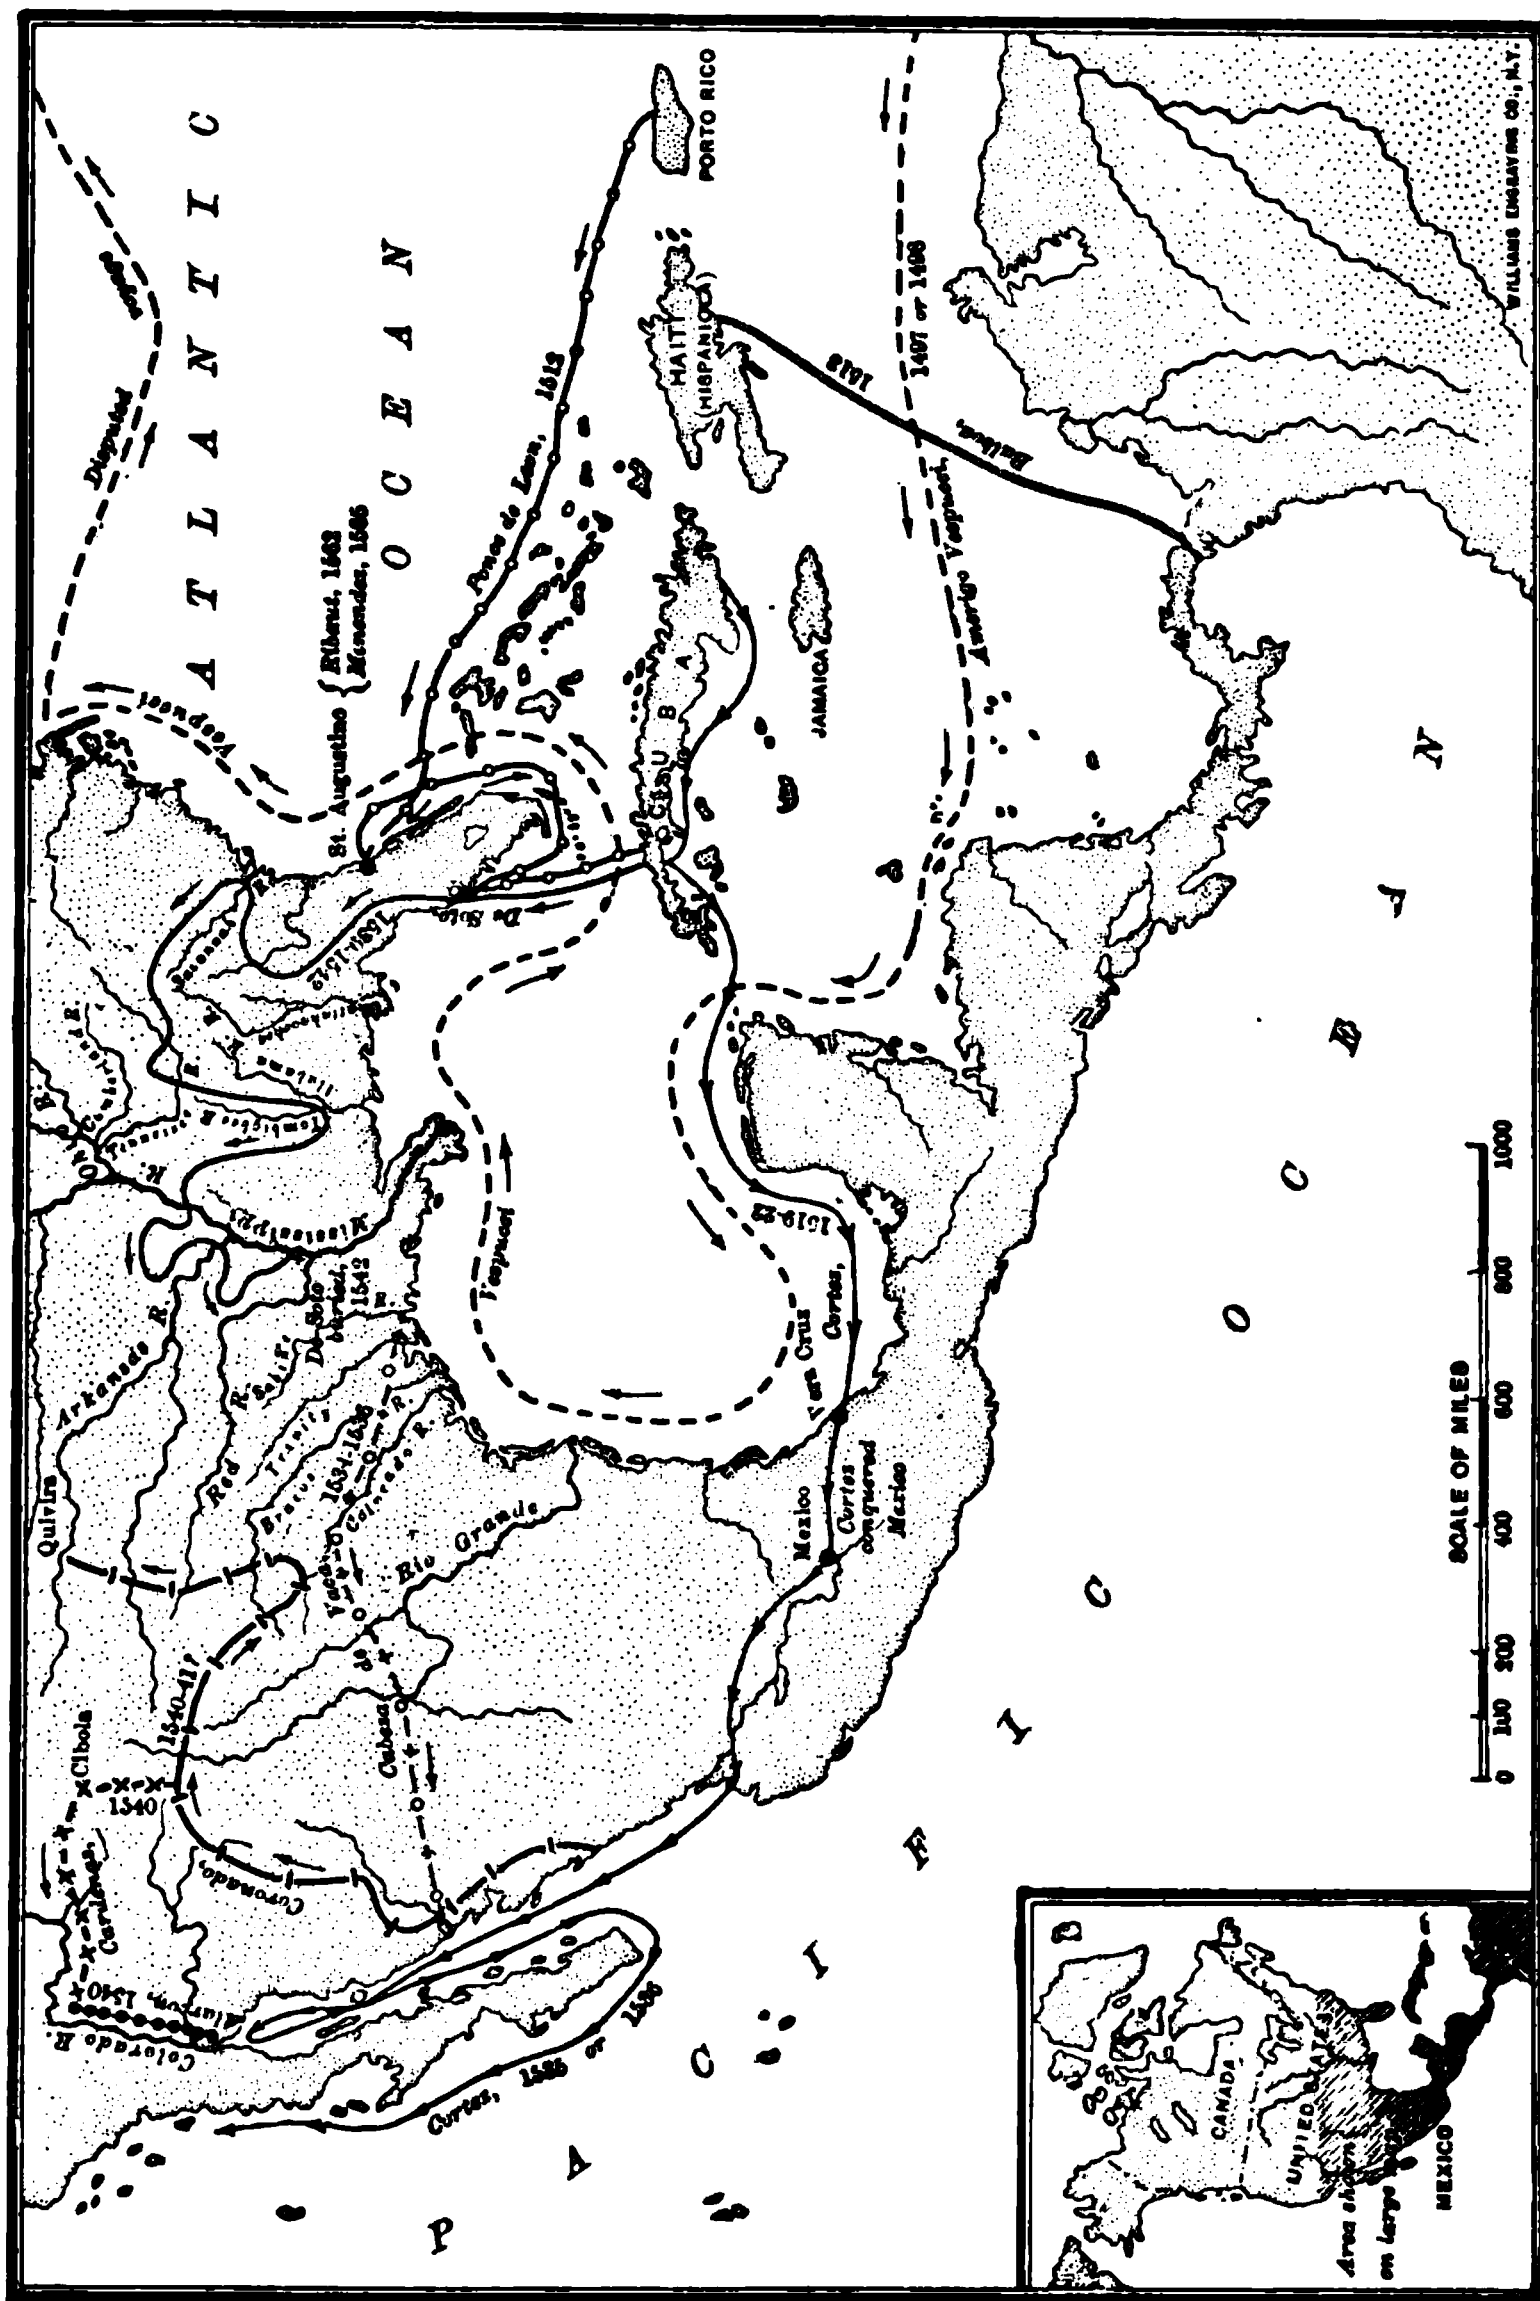 ATLANTIC
OCEAN
Disputed
course
Vespucci
St. Augustine
Ribaut, 1562
Menendez, 1565
Ponce de Leon, 1513
PORTO RICO
HAITI
(HISPANIOLA)
CUBA
JAMAICA
Balboa, 1513
Amerigo Vespucci, 1497 or 1498
De Soto, 1539-1542
Savannah R.
Alabama R.
Tombigbee R.
Tennessee R.
Cumberland R.
Ohio R.
Mississippi R.
De Soto
buried,
1542
Vespucci
1519-22
Cortes,
Vera Cruz
Mexico
Cortes
conquered
Mexico
Arkansas R.
Red R.
Sabine R.
Trinity
Brazos R.
Colorado R.
Rio Grande
Cabeza de Vaca 1534-1536
Quivira
Cibola
1540-41?
1540
Coronado,
Cardenas,
Alarcon, 1540
Colorado R.
Cortes, 1535 or 1536
PACIFIC
OCEAN
SCALE OF MILES
0 100 200 400 600 800 1000
CANADA
UNITED STATES
MEXICO
Area shown
on large map
WILLIAMS ENGRAVING CO., N.Y.